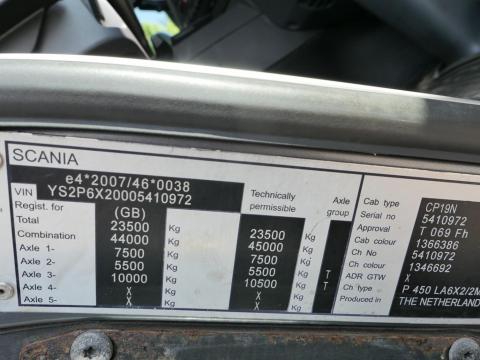 SCANIA
e4*2007/46*0038
VIN YS2P6X20005410972
Regist. for (GB) Technically permissible Axle group
Total 23500 Kg 23500 Kg
Combination 44000 Kg 45000 Kg
Axle 1- 7500 Kg 7500 Kg
Axle 2- 5500 Kg 5500 Kg T
Axle 3- 10000 Kg 10500 Kg T
Axle 4- X Kg X Kg
Axle 5- X Kg X Kg
Cab type CP19N
Serial no 5410972
Approval T 069 Fh
Cab colour 1366386
Ch no 5410972
Ch colour 1346692
ADR GTW X
Ch type P 450 LA6X2/2M
Produced in THE NETHERLAND